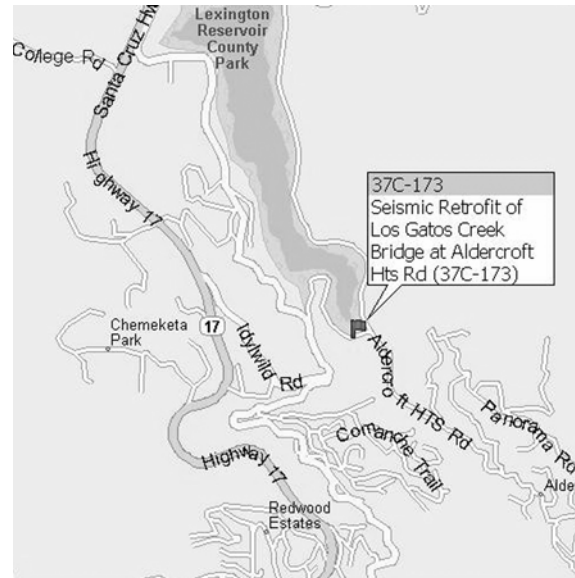 Lexington
Reservoir
County
Park
College Rd
Santa Cruz Hw
Highway 17
37C-173
Seismic Retrofit of
Los Gatos Creek
Bridge at Aldercroft
Hts Rd (37C-173)
Chemeketa
Park
17
Idylwild Rd
Aldercroft HTS Rd
Panorama Rd
Comanche Trail
Highway 17
Alde
Redwood
Estates